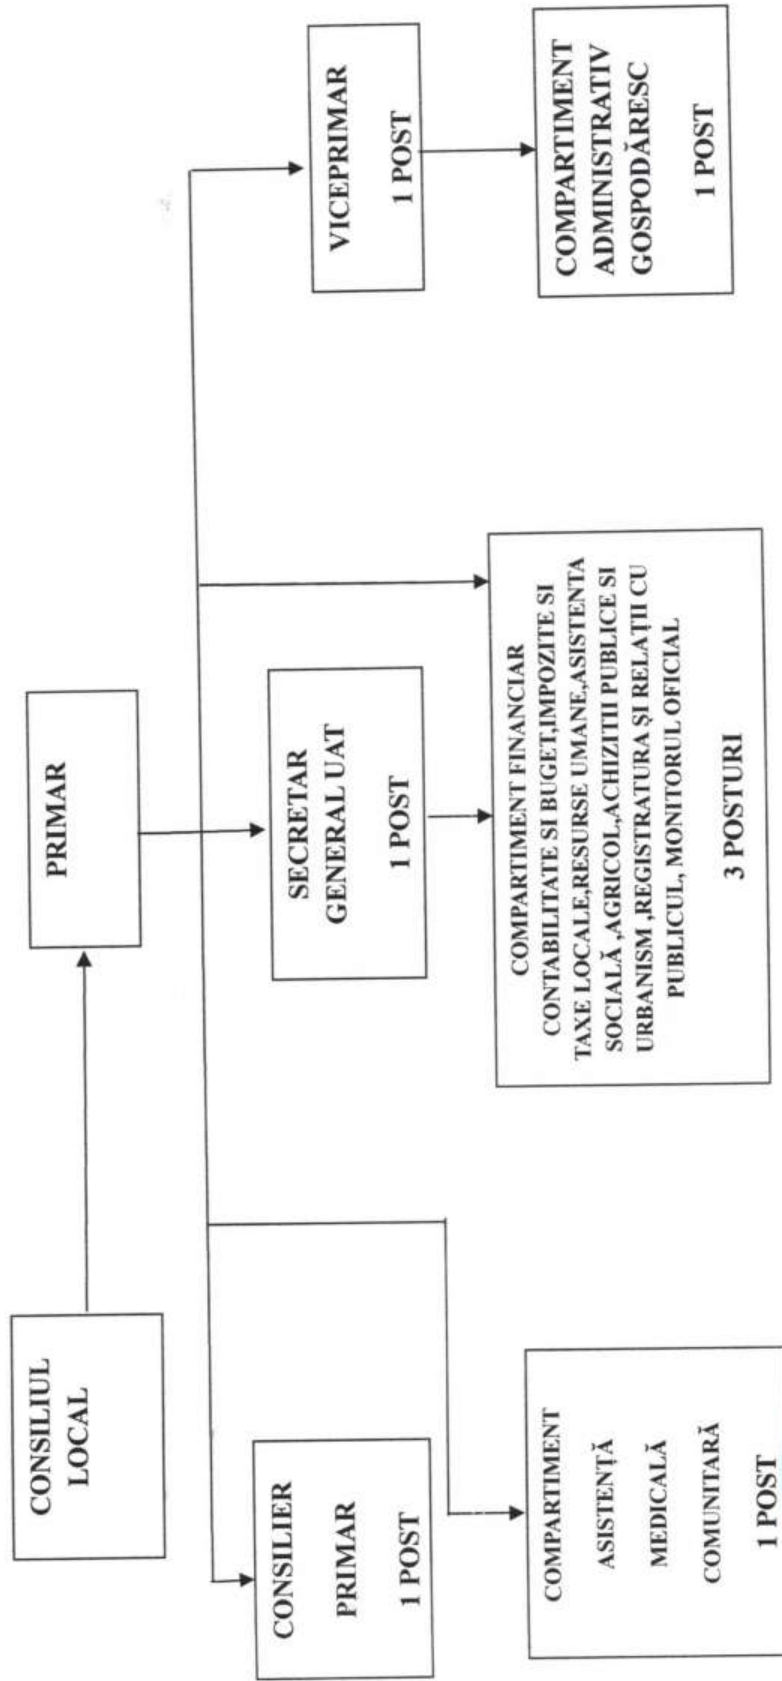 CONSILIUL
LOCAL
PRIMAR
CONSILIER
PRIMAR
1 POST
SECRETAR
GENERAL UAT
1 POST
VICEPRIMAR
1 POST
COMPARTIMENT
ASISTENȚĂ
MEDICALĂ
COMUNITARĂ
1 POST
COMPARTIMENT FINANCIAR
CONTABILITATE SI BUGET,IMPOZITE SI
TAXE LOCALE,RESURSE UMANE,ASISTENTA
SOCIALĂ ,AGRICOL,ACHIZITII PUBLICE SI
URBANISM ,REGISTRATURA ȘI RELAȚII CU
PUBLICUL, MONITORUL OFICIAL
3 POSTURI
COMPARTIMENT
ADMINISTRATIV
GOSPODĂRESC
1 POST